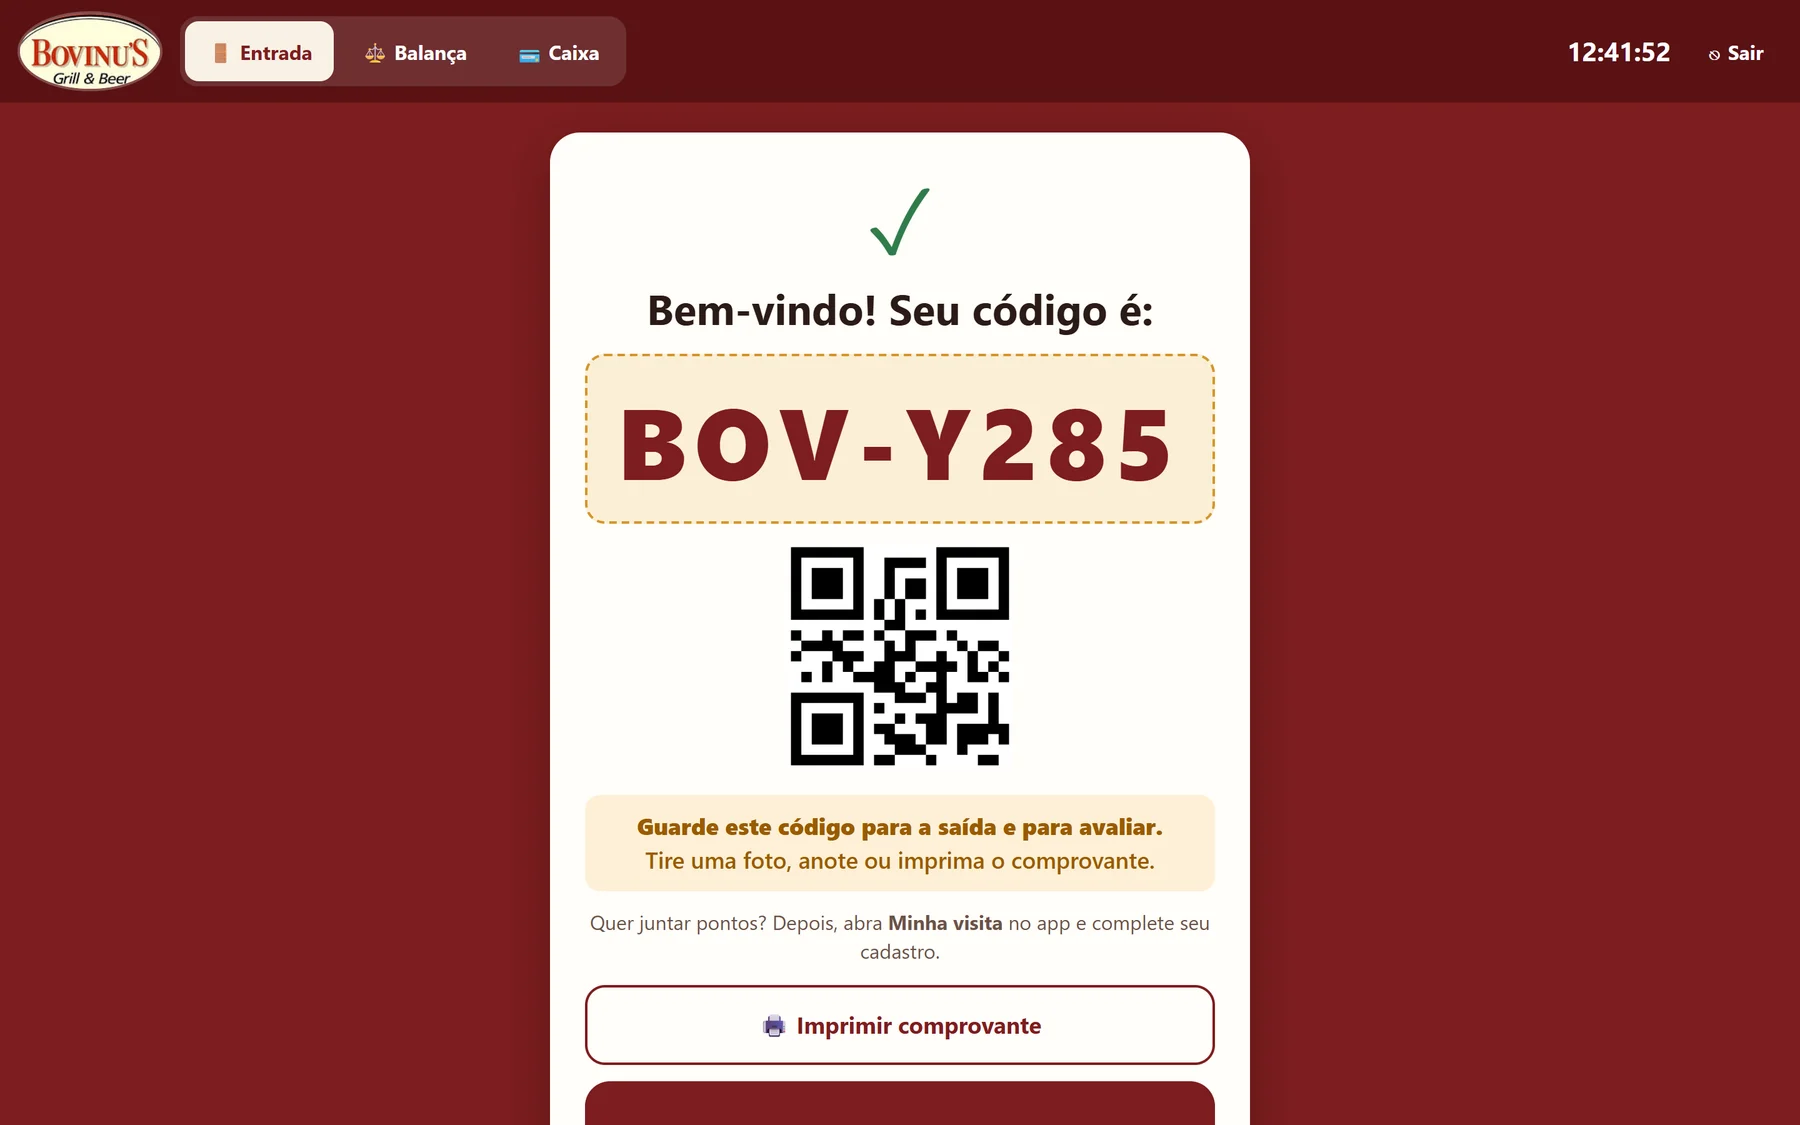 BOVINU'S
Grill & Beer
Entrada
Balança
Caixa
12:41:52
Sair
Bem-vindo! Seu código é:
BOV-Y285
Guarde este código para a saída e para avaliar.
Tire uma foto, anote ou imprima o comprovante.
Quer juntar pontos? Depois, abra Minha visita no app e complete seu
cadastro.
Imprimir comprovante